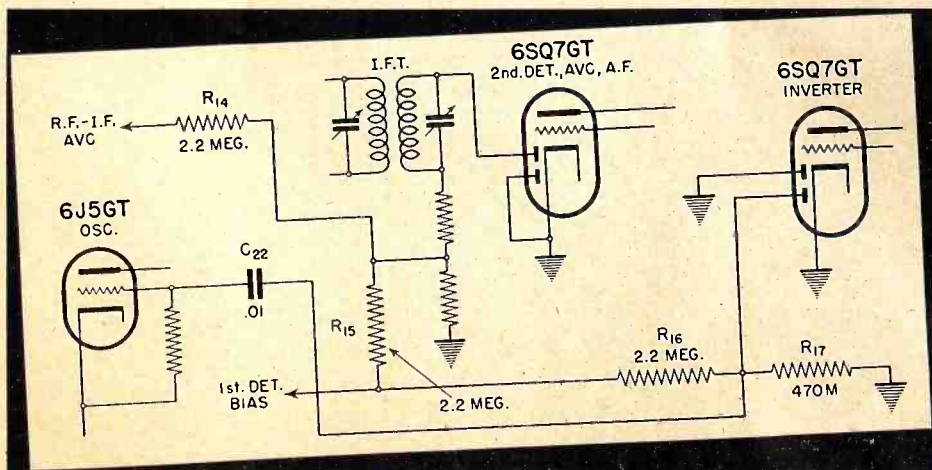 I.F.T.
6SQ7GT
2nd. DET., AVC, A.F.
6SQ7GT
INVERTER
R14
R.F.-I.F.
AVC
2.2 MEG.
6J5GT
OSC.
C22
.01
R15
R16
2.2 MEG.
R17
470M
1st. DET.
BIAS
2.2 MEG.